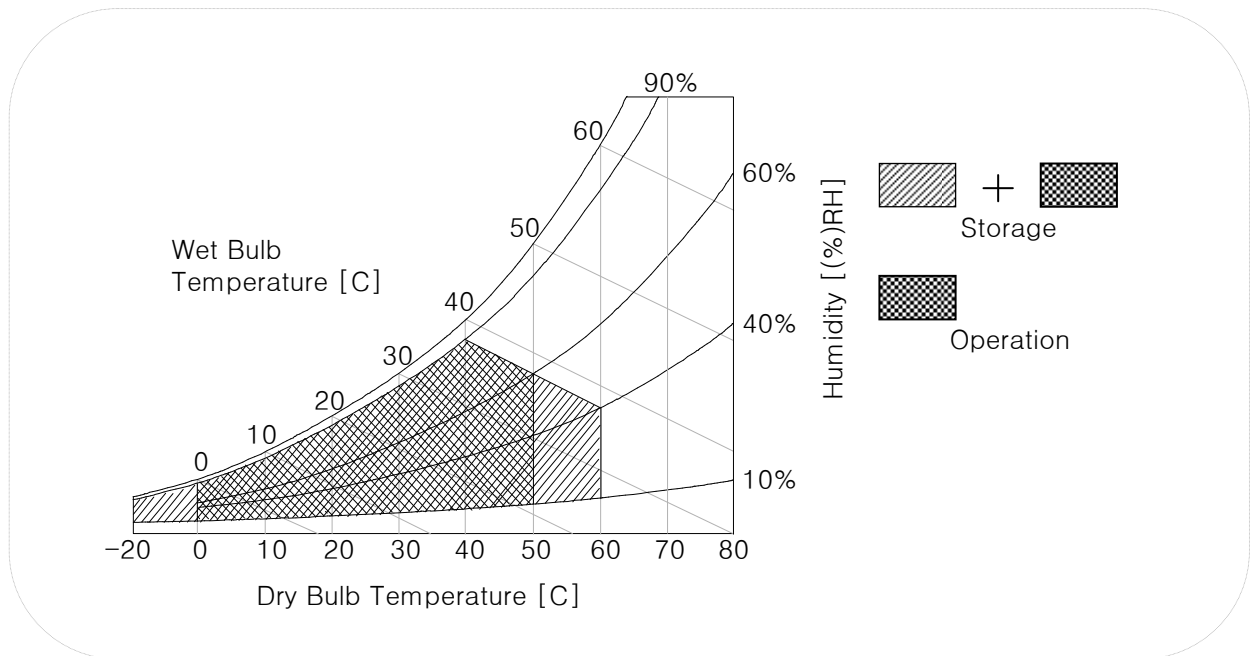 90%
60
60%
50
Wet Bulb
Temperature [C]
40
40%
30
20
10
0
10%
Humidity [(%)RH]
+
Storage
Operation
-20 0 10 20 30 40 50 60 70 80
Dry Bulb Temperature [C]